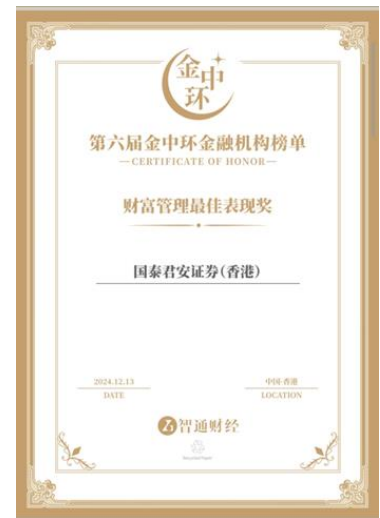 金中环
第六届金中环金融机构榜单
—CERTIFICATE OF HONOR—
财富管理最佳表现奖
国泰君安证券(香港)
2024.12.13
中国·香港
DATE
LOCATION
智通财经